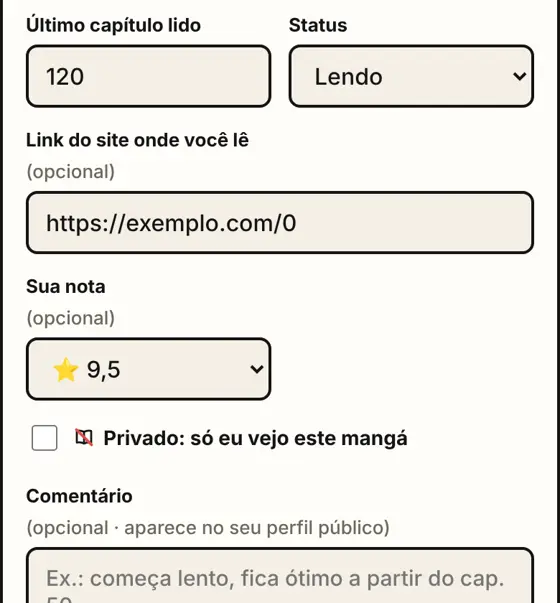 Último capítulo lido
Status
120
Lendo
Link do site onde você lê
(opcional)
https://exemplo.com/0
Sua nota
(opcional)
⭐ 9,5
Privado: só eu vejo este mangá
Comentário
(opcional · aparece no seu perfil público)
Ex.: começa lento, fica ótimo a partir do cap.
50